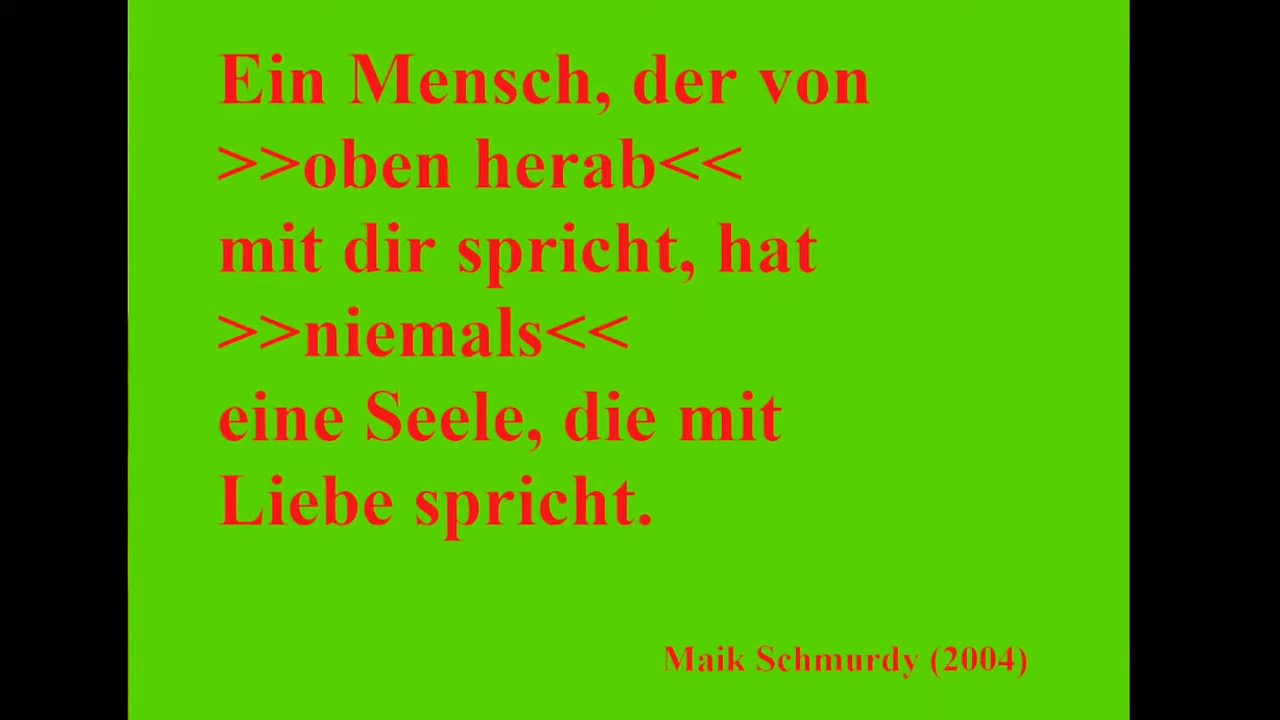 Ein Mensch, der von
>>oben herab<<
mit dir spricht, hat
>>niemals<<
eine Seele, die mit
Liebe spricht.
Maik Schmurdy (2004)